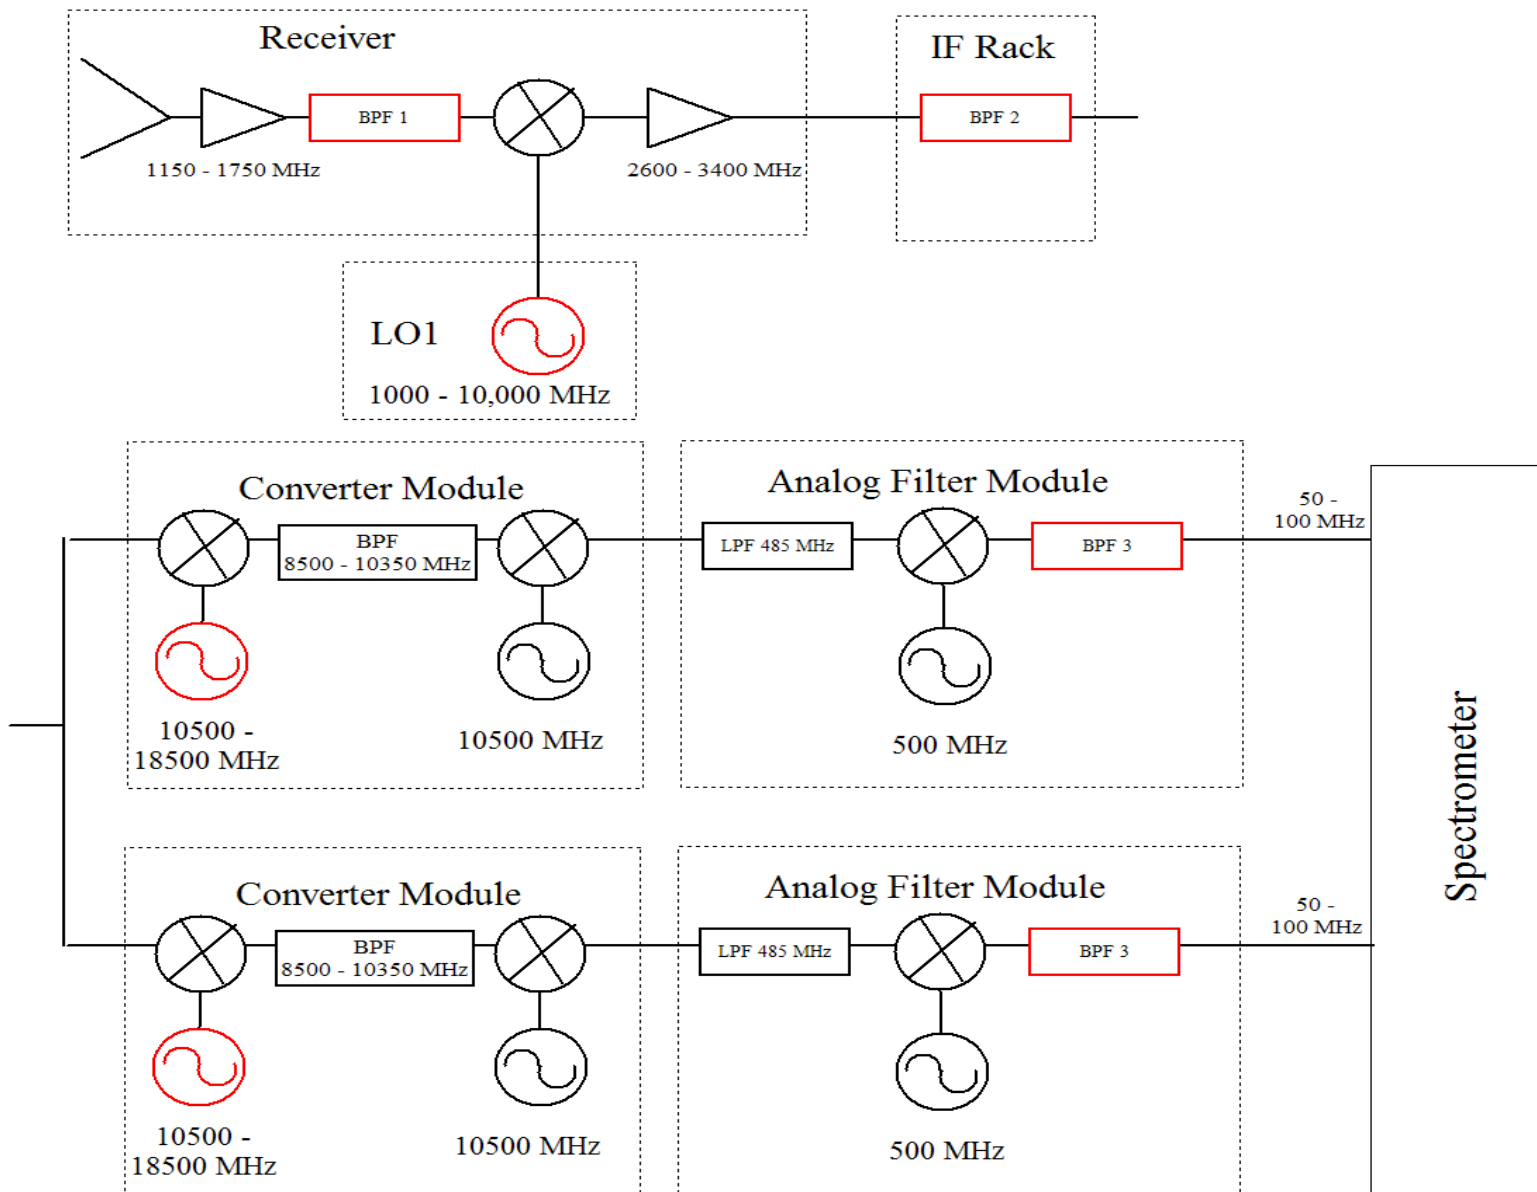 Receiver
IF Rack
BPF 1
BPF 2
1150 - 1750 MHz
2600 - 3400 MHz
LO1
1000 - 10,000 MHz
Converter Module
BPF
8500 - 10350 MHz
10500 -
18500 MHz
10500 MHz
Analog Filter Module
LPF 485 MHz
BPF 3
500 MHz
50 -
100 MHz
Spectrometer
Converter Module
BPF
8500 - 10350 MHz
10500 -
18500 MHz
10500 MHz
Analog Filter Module
LPF 485 MHz
BPF 3
500 MHz
50 -
100 MHz